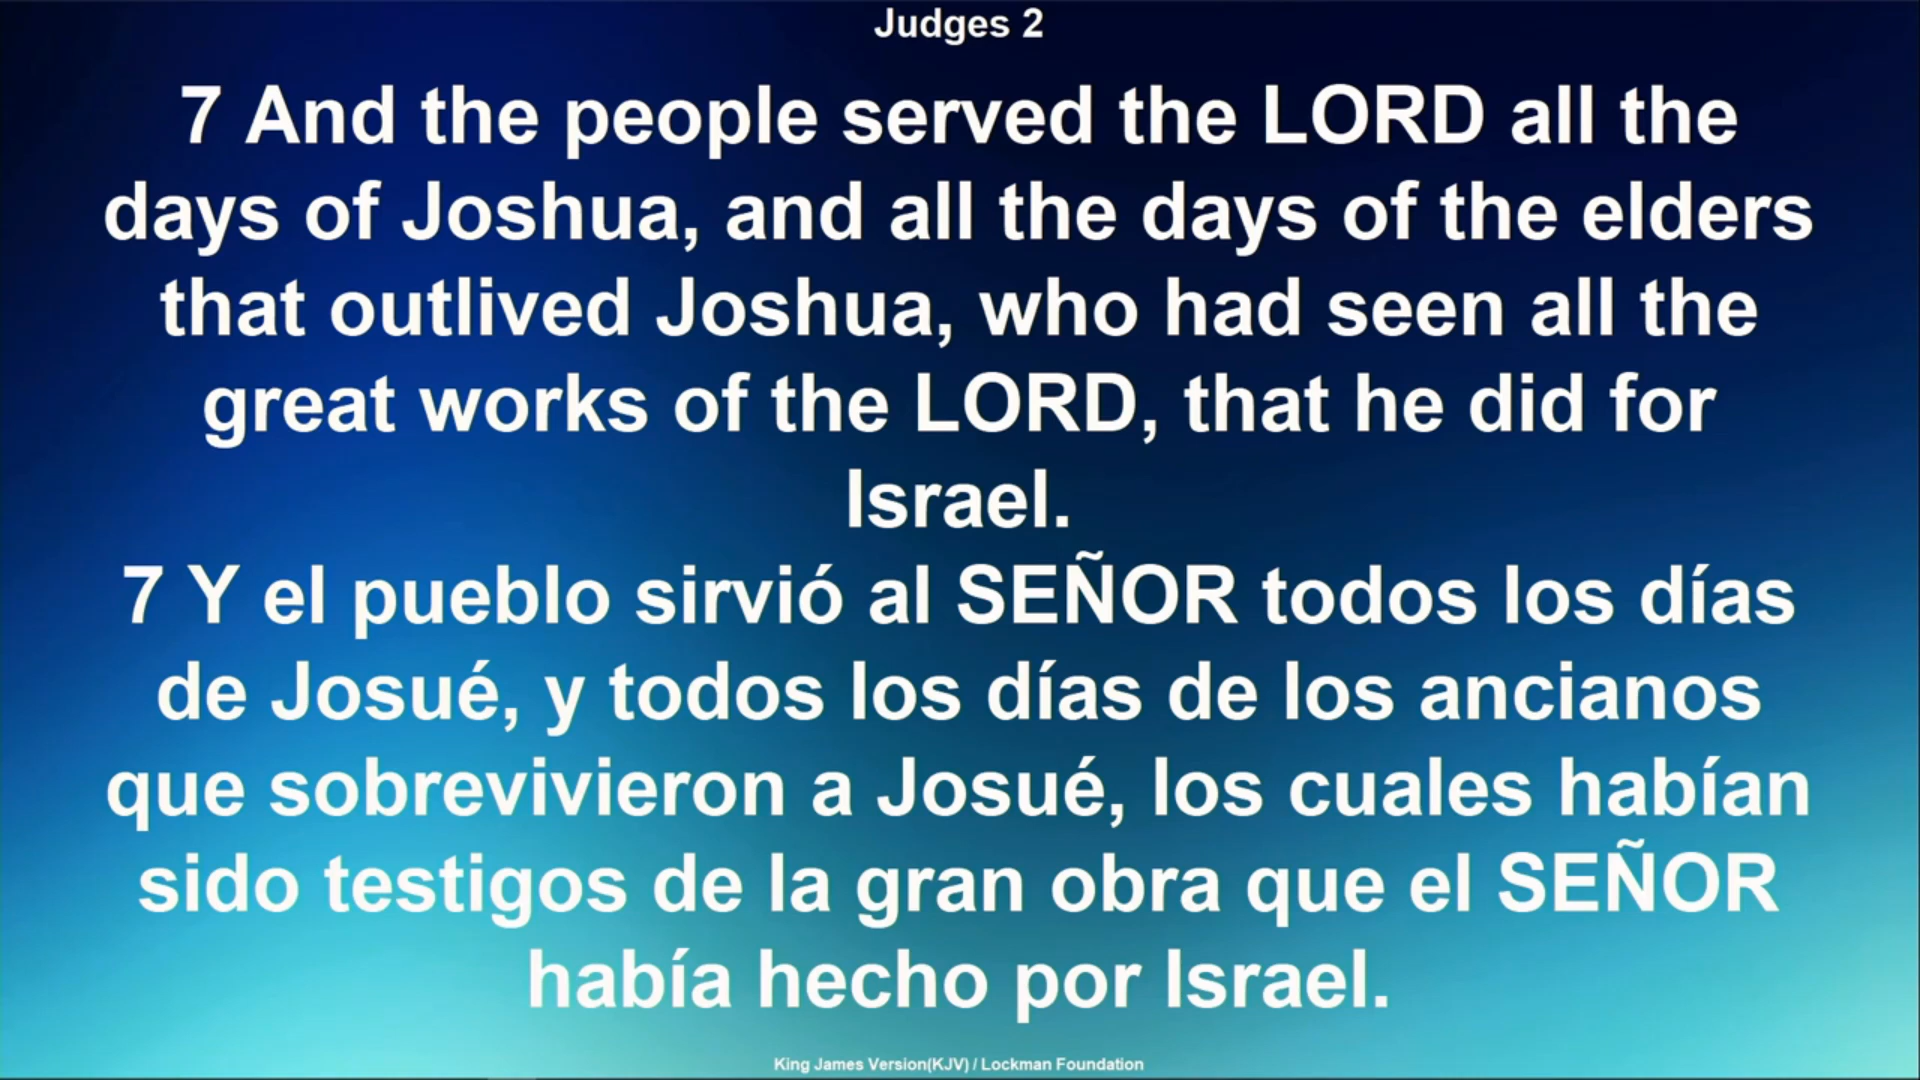 Judges 2
7 And the people served the LORD all the
days of Joshua, and all the days of the elders
that outlived Joshua, who had seen all the
great works of the LORD, that he did for
Israel.
7 Y el pueblo sirvió al SEÑOR todos los días
de Josué, y todos los días de los ancianos
que sobrevivieron a Josué, los cuales habían
sido testigos de la gran obra que el SEÑOR
había hecho por Israel.
King James Version(KJV) / Lockman Foundation